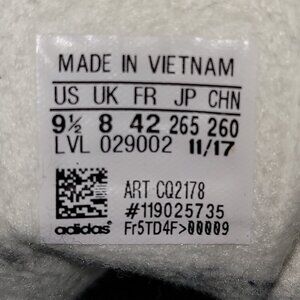 MADE IN VIETNAM
US UK FR JP CHN
9½ 8 42 265 260
LVL 029002 11/17
ART CQ2178
#119025735
adidas® Fr5TD4F>00009